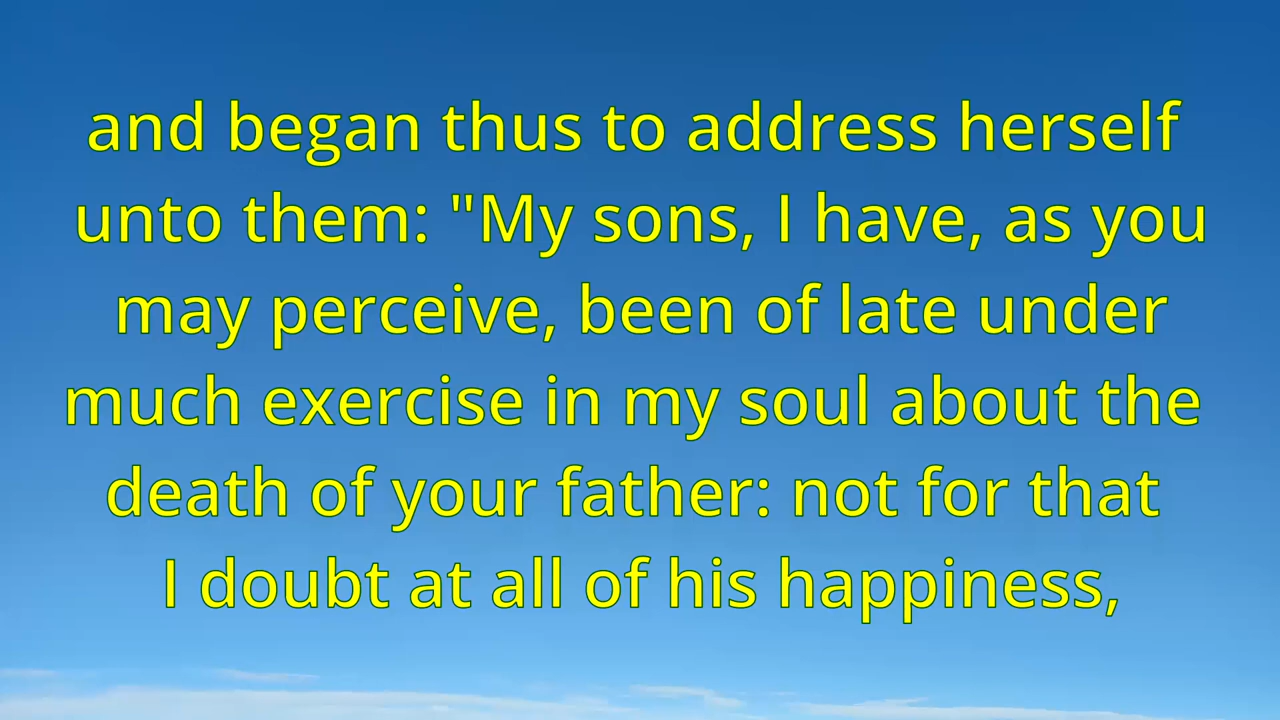 and began thus to address herself
unto them: "My sons, I have, as you
may perceive, been of late under
much exercise in my soul about the
death of your father: not for that
I doubt at all of his happiness,